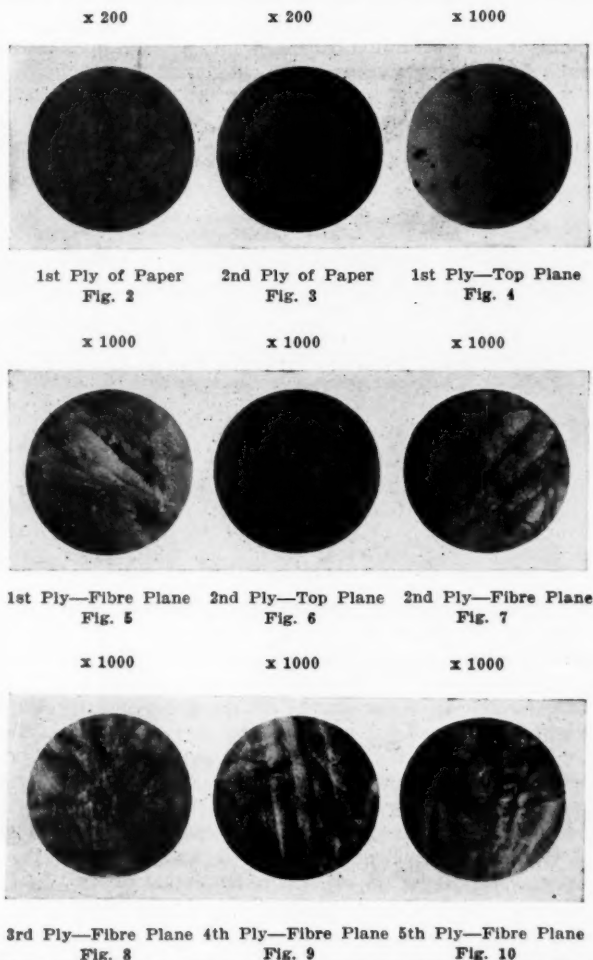 x 200 x 200 x 1000
1st Ply of Paper 2nd Ply of Paper 1st Ply—Top Plane
Fig. 2 Fig. 3 Fig. 4
x 1000 x 1000 x 1000
1st Ply—Fibre Plane 2nd Ply—Top Plane 2nd Ply—Fibre Plane
Fig. 5 Fig. 6 Fig. 7
x 1000 x 1000 x 1000
3rd Ply—Fibre Plane 4th Ply—Fibre Plane 5th Ply—Fibre Plane
Fig. 8 Fig. 9 Fig. 10